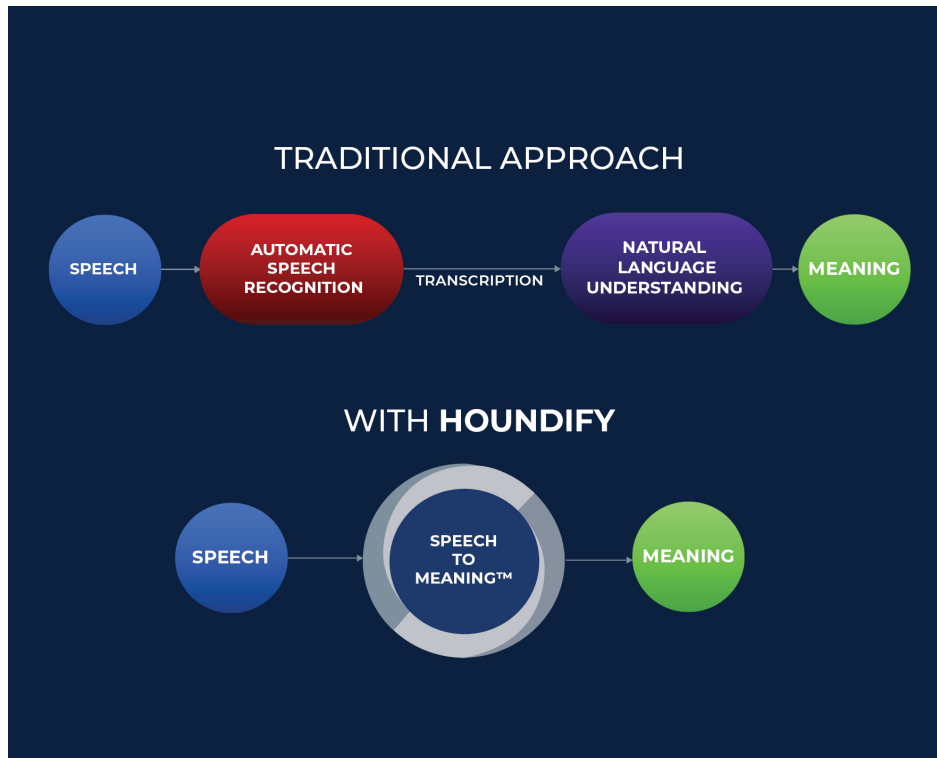 TRADITIONAL APPROACH
SPEECH
AUTOMATIC
SPEECH
RECOGNITION
TRANSCRIPTION
NATURAL
LANGUAGE
UNDERSTANDING
MEANING
WITH HOUNDIFY
SPEECH
SPEECH
TO
MEANING™
MEANING